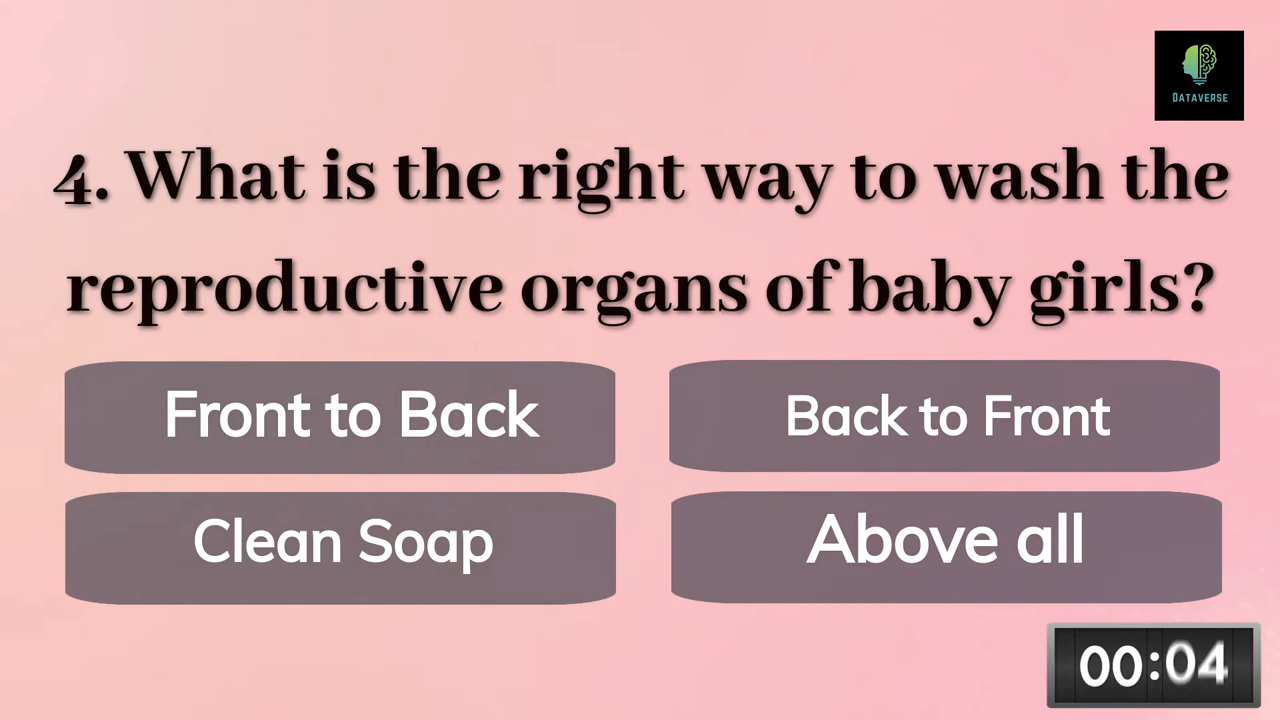 DATAVERSE
4. What is the right way to wash the
reproductive organs of baby girls?
Front to Back
Back to Front
Clean Soap
Above all
00:04